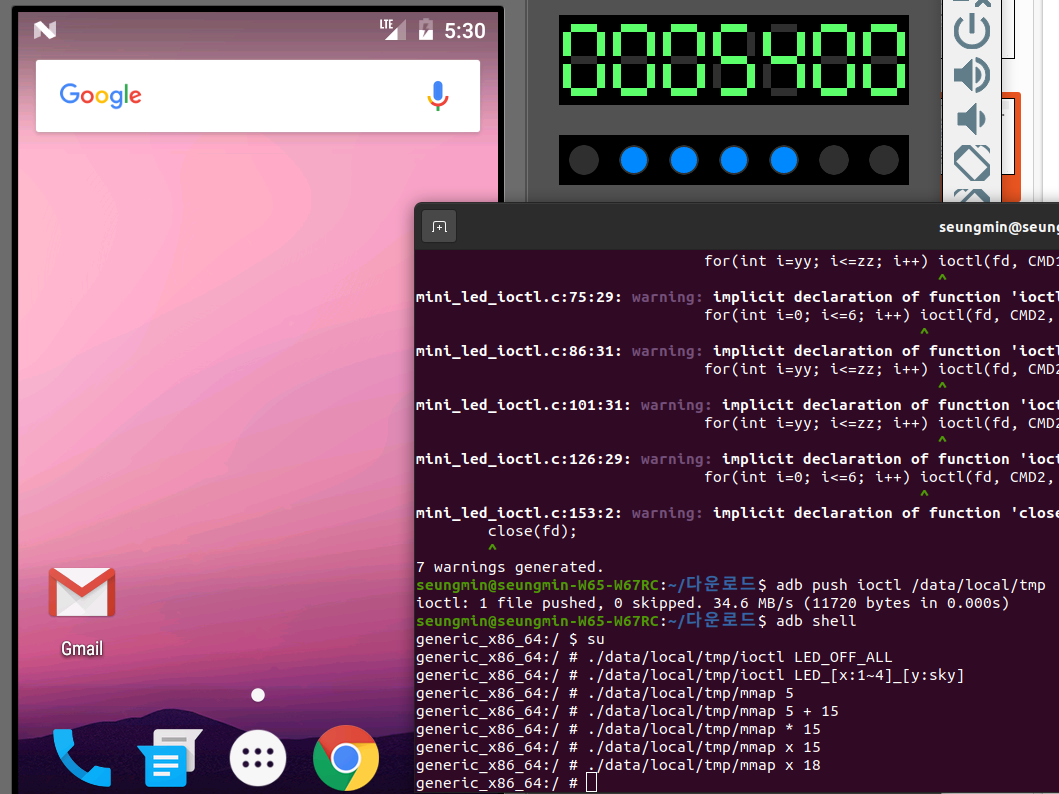 LTE 5:30
Google
0005400
seungmin@seung
for(int i=yy; i<=zz; i++) ioctl(fd, CMD1
^
mini_led_ioctl.c:75:29: warning: implicit declaration of function 'ioctl
for(int i=0; i<=6; i++) ioctl(fd, CMD2,
^
mini_led_ioctl.c:86:31: warning: implicit declaration of function 'ioctl
for(int i=yy; i<=zz; i++) ioctl(fd, CMD2
^
mini_led_ioctl.c:101:31: warning: implicit declaration of function 'ioct
for(int i=yy; i<=zz; i++) ioctl(fd, CMD2
^
mini_led_ioctl.c:126:29: warning: implicit declaration of function 'ioct
for(int i=0; i<=6; i++) ioctl(fd, CMD2,
^
mini_led_ioctl.c:153:2: warning: implicit declaration of function 'close
close(fd);
^
7 warnings generated.
seungmin@seungmin-W65-W67RC:~/다운로드$ adb push ioctl /data/local/tmp
ioctl: 1 file pushed, 0 skipped. 34.6 MB/s (11720 bytes in 0.000s)
seungmin@seungmin-W65-W67RC:~/다운로드$ adb shell
generic_x86_64:/ $ su
generic_x86_64:/ # ./data/local/tmp/ioctl LED_OFF_ALL
generic_x86_64:/ # ./data/local/tmp/ioctl LED_[x:1~4]_[y:sky]
generic_x86_64:/ # ./data/local/tmp/mmap 5
generic_x86_64:/ # ./data/local/tmp/mmap 5 + 15
generic_x86_64:/ # ./data/local/tmp/mmap * 15
generic_x86_64:/ # ./data/local/tmp/mmap x 15
generic_x86_64:/ # ./data/local/tmp/mmap x 18
generic_x86_64:/ #
Gmail